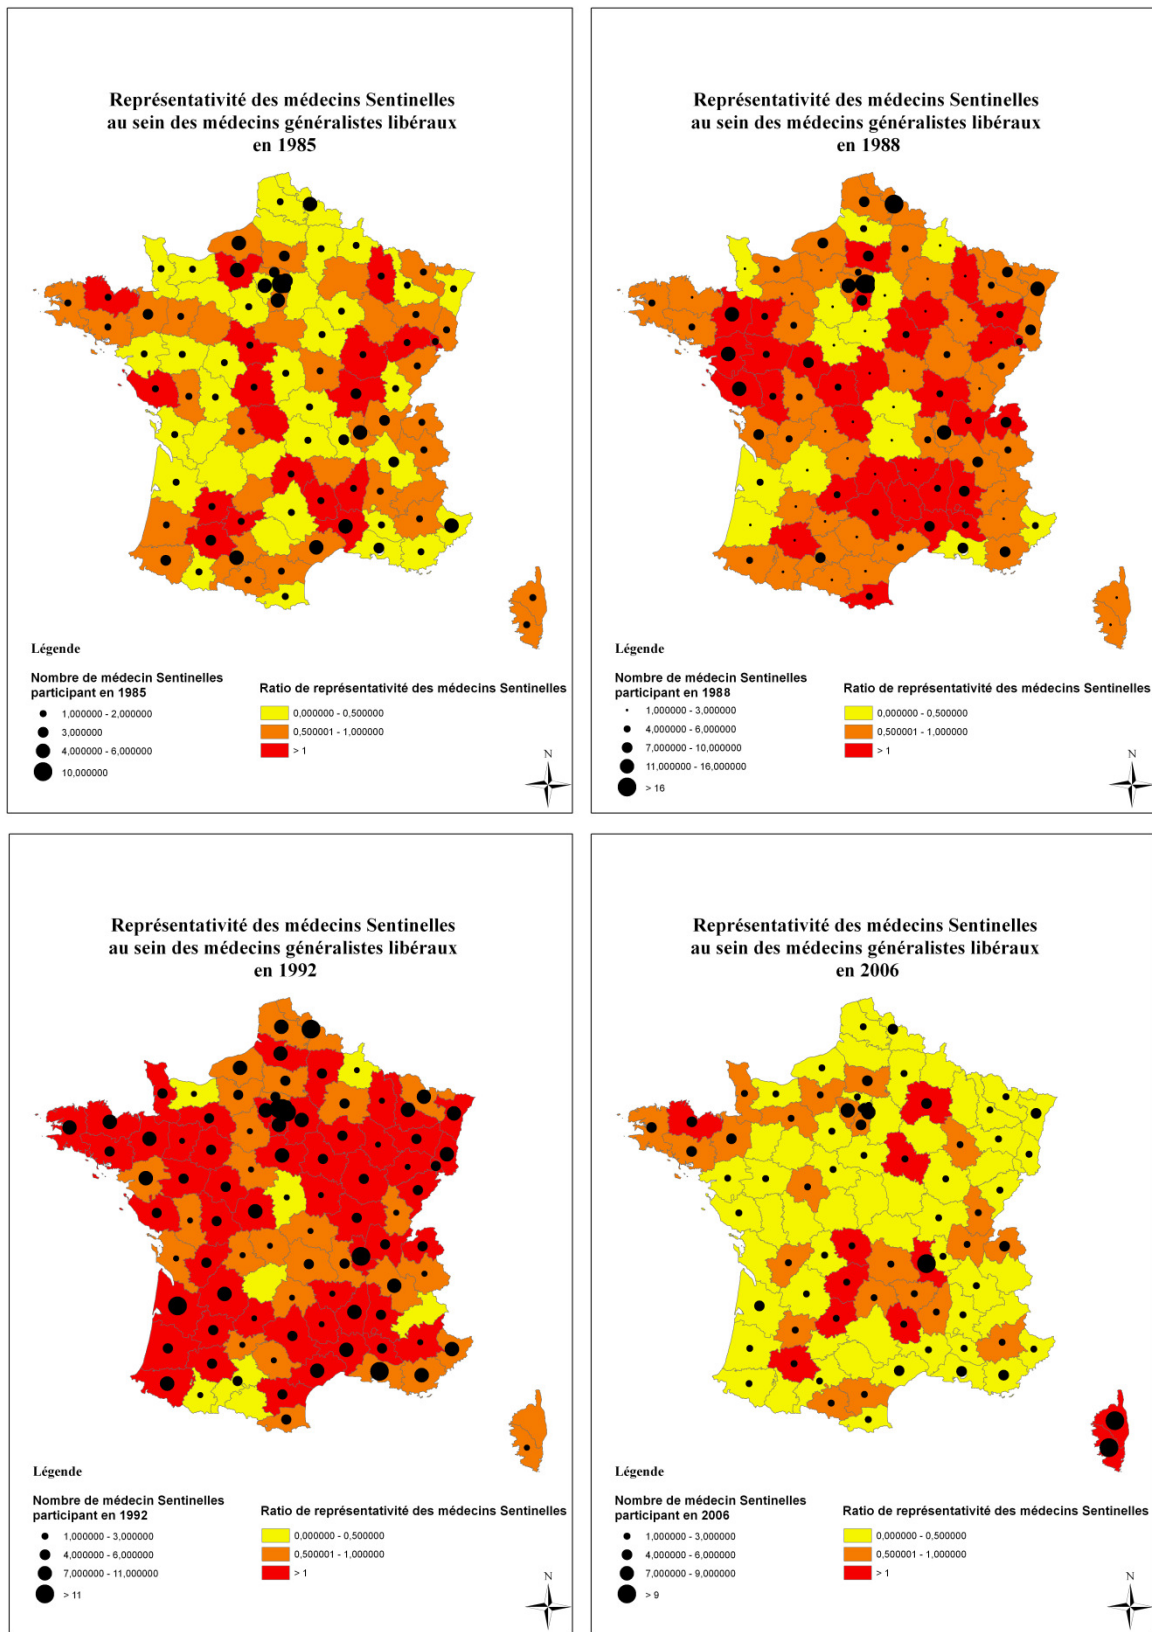 Représentativité des médecins Sentinelles
au sein des médecins généralistes libéraux
en 1985
Légende
Nombre de médecin Sentinelles
participant en 1985
1,000000 - 2,000000
3,000000
4,000000 - 6,000000
10,000000
Ratio de représentativité des médecins Sentinelles
0,000000 - 0,500000
0,500001 - 1,000000
> 1
N
Représentativité des médecins Sentinelles
au sein des médecins généralistes libéraux
en 1988
Légende
Nombre de médecin Sentinelles
participant en 1988
1,000000 - 3,000000
4,000000 - 6,000000
7,000000 - 10,000000
11,000000 - 16,000000
> 16
Ratio de représentativité des médecins Sentinelles
0,000000 - 0,500000
0,500001 - 1,000000
> 1
N
Représentativité des médecins Sentinelles
au sein des médecins généralistes libéraux
en 1992
Légende
Nombre de médecin Sentinelles
participant en 1992
1,000000 - 3,000000
4,000000 - 6,000000
7,000000 - 11,000000
> 11
Ratio de représentativité des médecins Sentinelles
0,000000 - 0,500000
0,500001 - 1,000000
> 1
N
Représentativité des médecins Sentinelles
au sein des médecins généralistes libéraux
en 2006
Légende
Nombre de médecin Sentinelles
participant en 2006
1,000000 - 3,000000
4,000000 - 6,000000
7,000000 - 9,000000
> 9
Ratio de représentativité des médecins Sentinelles
0,000000 - 0,500000
0,500001 - 1,000000
> 1
N